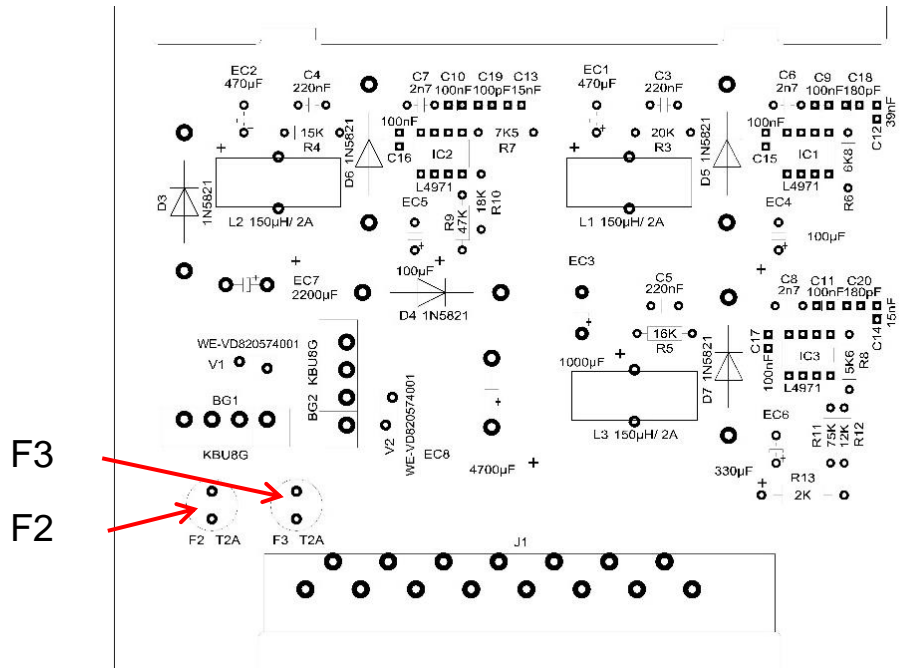 EC2
470µF
C4
220nF
C7
2n7
C10
100nF
C19
100pF
C13
15nF
EC1
470µF
C3
220nF
C6
2n7
C9
100nF
C18
180pF
39nF
C12
15K
R4
D6 1N5821
100nF
C16
IC2
L4971
7K5
R7
20K
R3
D5 1N5821
100nF
C15
IC1
L4971
6K8
R6
D3
1N5821
L2 150µH/ 2A
EC5
R9
47K
18K
R10
L1 150µH/ 2A
EC4
100µF
EC7
2200µF
100µF
D4 1N5821
EC3
C5
220nF
C8
2n7
C11
100nF
C20
180pF
15nF
C14
WE-VD820574001
V1
BG1
KBU8G
BG2 KBU8G
V2
WE-VD820574001
EC8
4700µF
1000µF
16K
R5
D7 1N5821
C17
100nF
IC3
L4971
5K6
R8
L3 150µH/ 2A
EC6
330µF
R11
75K
12K
R12
R13
2K
F3
F2
F2 T2A
F3 T2A
J1